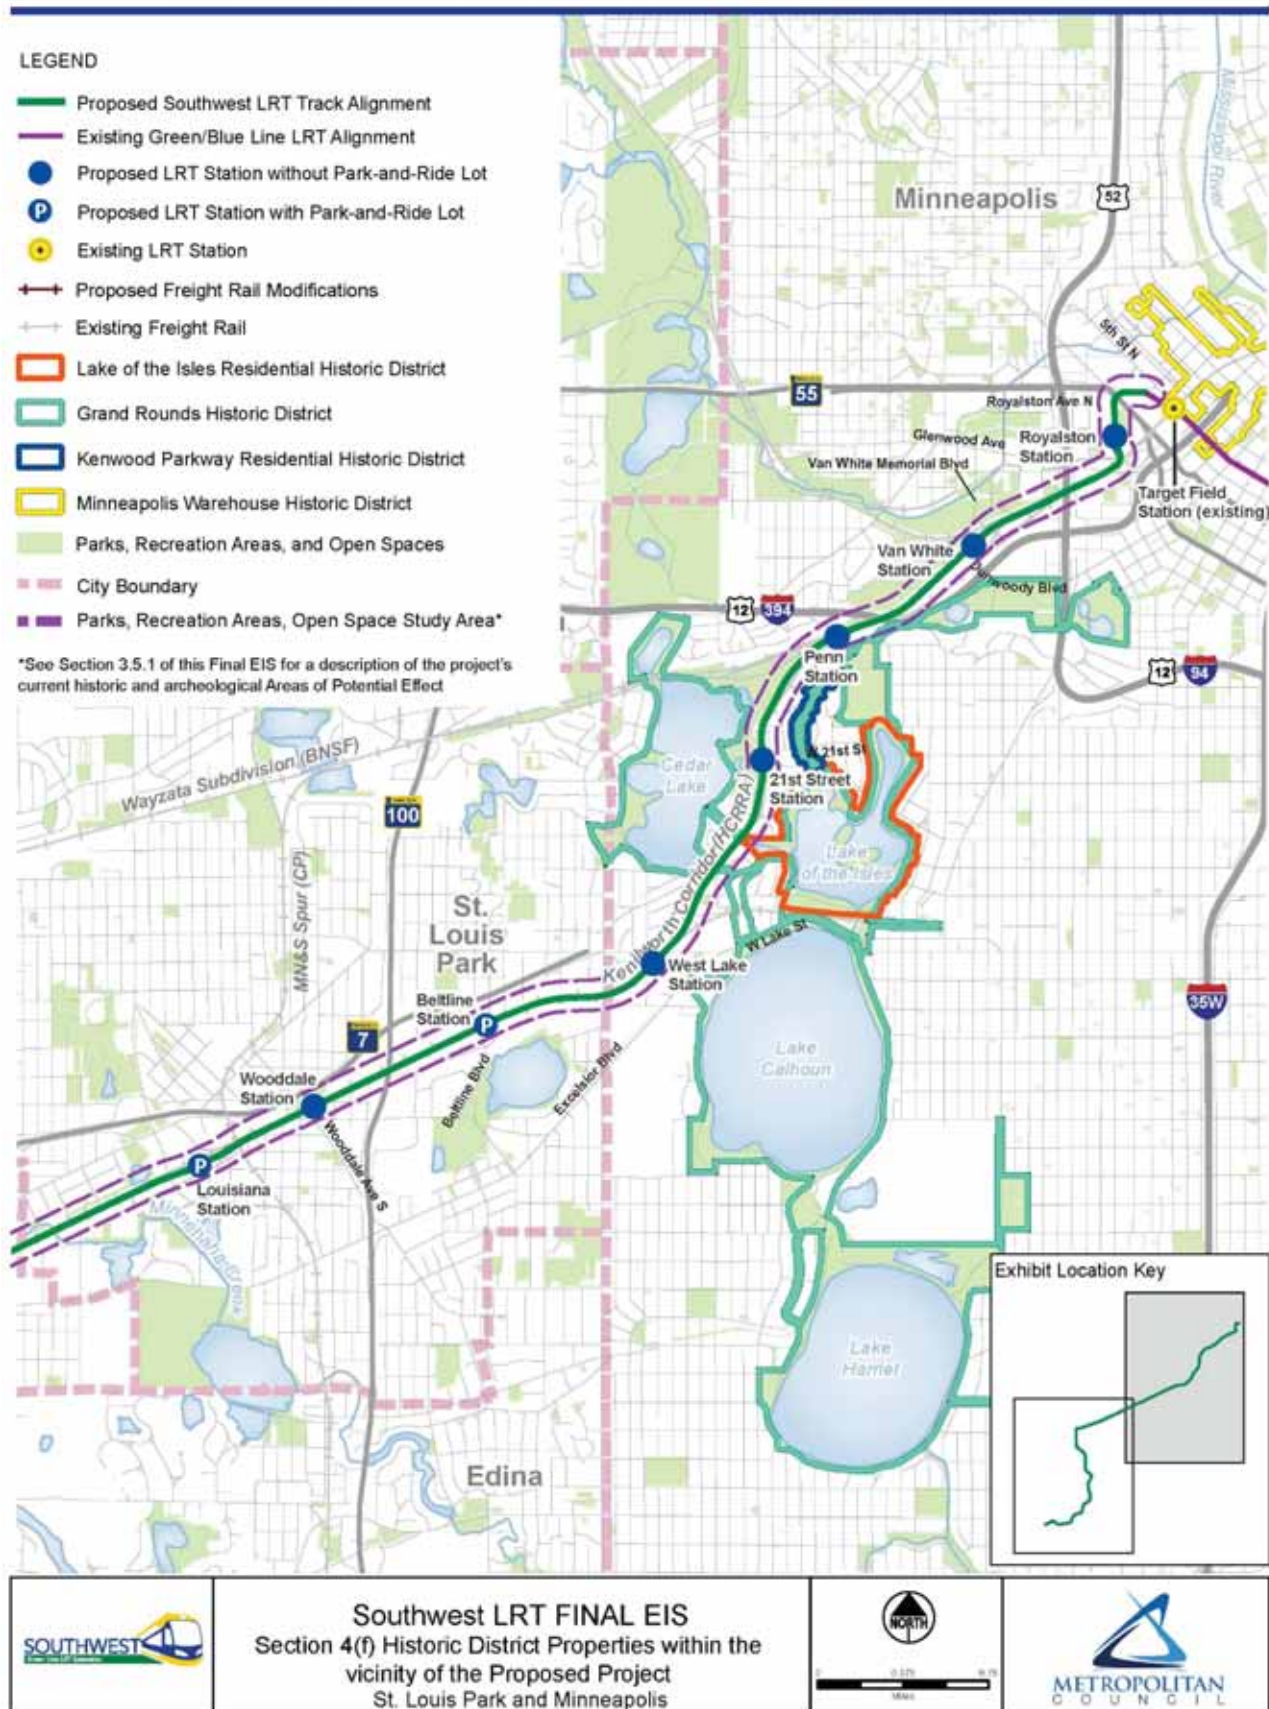 LEGEND
Proposed Southwest LRT Track Alignment
Existing Green/Blue Line LRT Alignment
Proposed LRT Station without Park-and-Ride Lot
P
Proposed LRT Station with Park-and-Ride Lot
Existing LRT Station
Proposed Freight Rail Modifications
Existing Freight Rail
Lake of the Isles Residential Historic District
Grand Rounds Historic District
Kenwood Parkway Residential Historic District
Minneapolis Warehouse Historic District
Parks, Recreation Areas, and Open Spaces
City Boundary
Parks, Recreation Areas, Open Space Study Area*
*See Section 3.5.1 of this Final EIS for a description of the project's
current historic and archeological Areas of Potential Effect
Mississippi River
Minneapolis
52
5th St N
55
Royalston Ave N
Glenwood Ave
Royalston
Station
Van White Memorial Blvd
Target Field
Station (existing)
Van White
Station
Dunwoody Blvd
12
394
Penn
Station
12
94
W 21st St
Cedar
Lake
21st Street
Station
Wayzata Subdivision (BNSF)
100
MN&S Spur (CP)
Kenilworth Corridor (HCRRA)
Lake
of the Isles
St.
Louis
Park
W Lake St
West Lake
Station
Beltline
Station
P
35W
7
Lake
Calhoun
Beltline Blvd
Excelsior Blvd
Wooddale
Station
Wooddale Ave S
P
Louisiana
Station
Minnehaha Creek
Exhibit Location Key
Lake
Harriet
Edina
SOUTHWEST
Green Line LRT Extension
Southwest LRT FINAL EIS
Section 4(f) Historic District Properties within the
vicinity of the Proposed Project
St. Louis Park and Minneapolis
NORTH
0
Miles
METROPOLITAN
COUNCIL